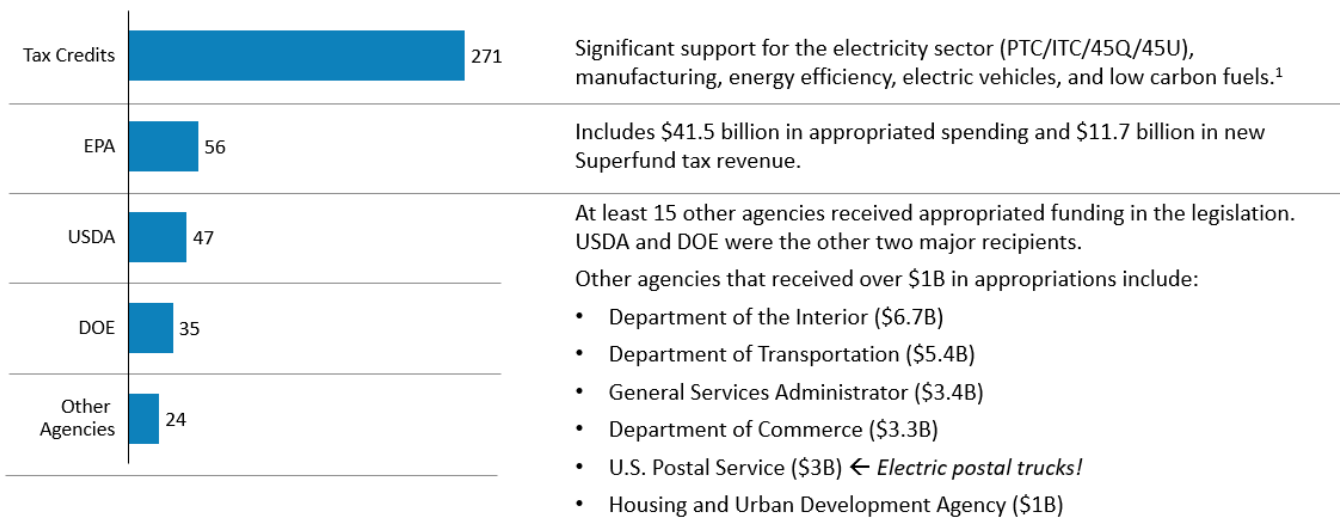 Tax Credits
271
Significant support for the electricity sector (PTC/ITC/45Q/45U),
manufacturing, energy efficiency, electric vehicles, and low carbon fuels.¹
EPA
56
Includes $41.5 billion in appropriated spending and $11.7 billion in new
Superfund tax revenue.
USDA
47
At least 15 other agencies received appropriated funding in the legislation.
USDA and DOE were the other two major recipients.
Other agencies that received over $1B in appropriations include:
DOE
35
• Department of the Interior ($6.7B)
• Department of Transportation ($5.4B)
Other
Agencies
24
• General Services Administrator ($3.4B)
• Department of Commerce ($3.3B)
• U.S. Postal Service ($3B) ← Electric postal trucks!
• Housing and Urban Development Agency ($1B)